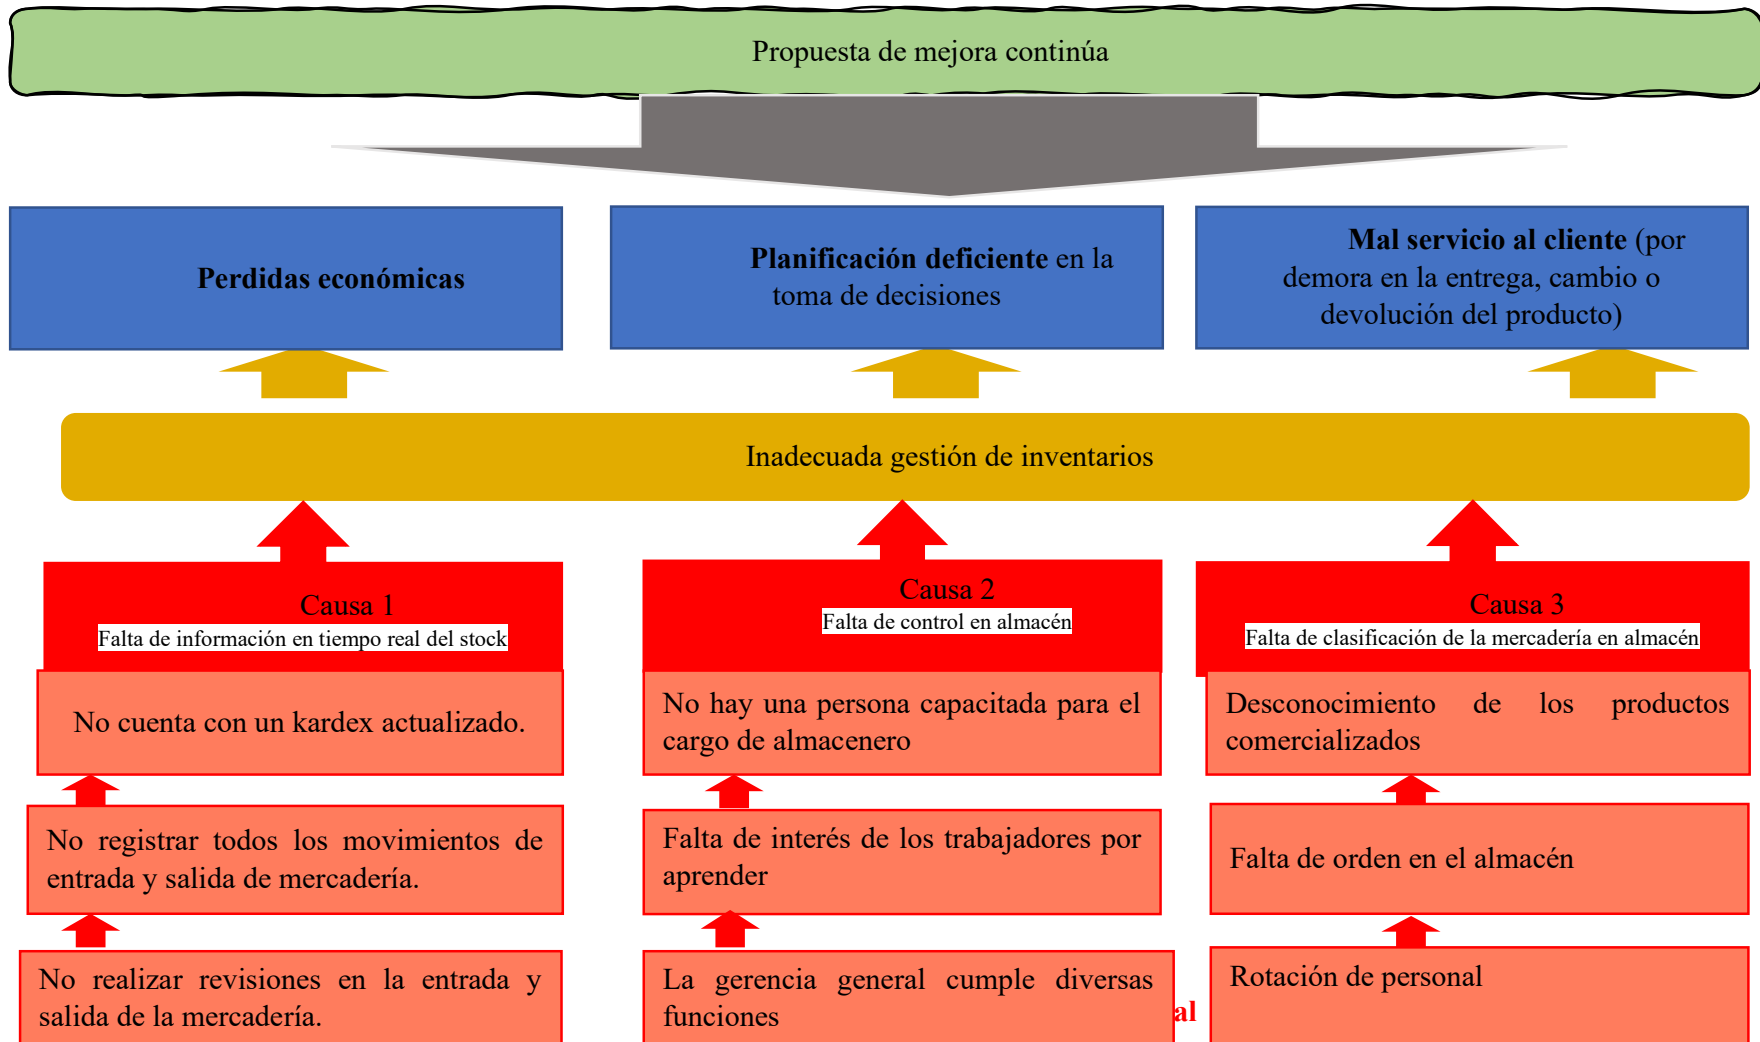 Propuesta de mejora continúa
Perdidas económicas
Planificación deficiente en la
toma de decisiones
Mal servicio al cliente (por
demora en la entrega, cambio o
devolución del producto)
Inadecuada gestión de inventarios
Causa 1
Falta de información en tiempo real del stock
Causa 2
Falta de control en almacén
Causa 3
Falta de clasificación de la mercadería en almacén
No cuenta con un kardex actualizado.
No hay una persona capacitada para el
cargo de almacenero
Desconocimiento de los productos
comercializados
No registrar todos los movimientos de
entrada y salida de mercadería.
Falta de interés de los trabajadores por
aprender
Falta de orden en el almacén
No realizar revisiones en la entrada y
salida de la mercadería.
La gerencia general cumple diversas
funciones
Rotación de personal
al